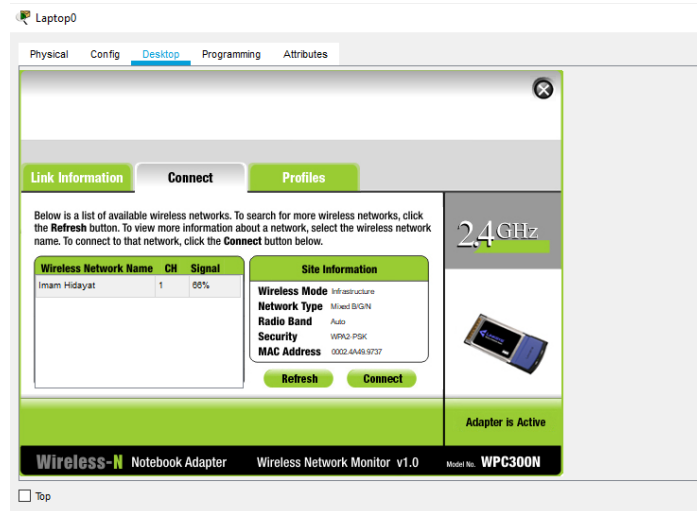 Laptop0
Physical Config Desktop Programming Attributes
Link Information Connect Profiles
Below is a list of available wireless networks. To search for more wireless networks, click
the Refresh button. To view more information about a network, select the wireless network
name. To connect to that network, click the Connect button below.
2.4GHz
Wireless Network Name CH Signal
Imam Hidayat 1 66%
Site Information
Wireless Mode Infrastructure
Network Type Mixed B/G/N
Radio Band Auto
Security WPA2-PSK
MAC Address 0002.4A49.9737
Refresh Connect
Adapter is Active
Wireless-N Notebook Adapter Wireless Network Monitor v1.0 Model No. WPC300N
Top